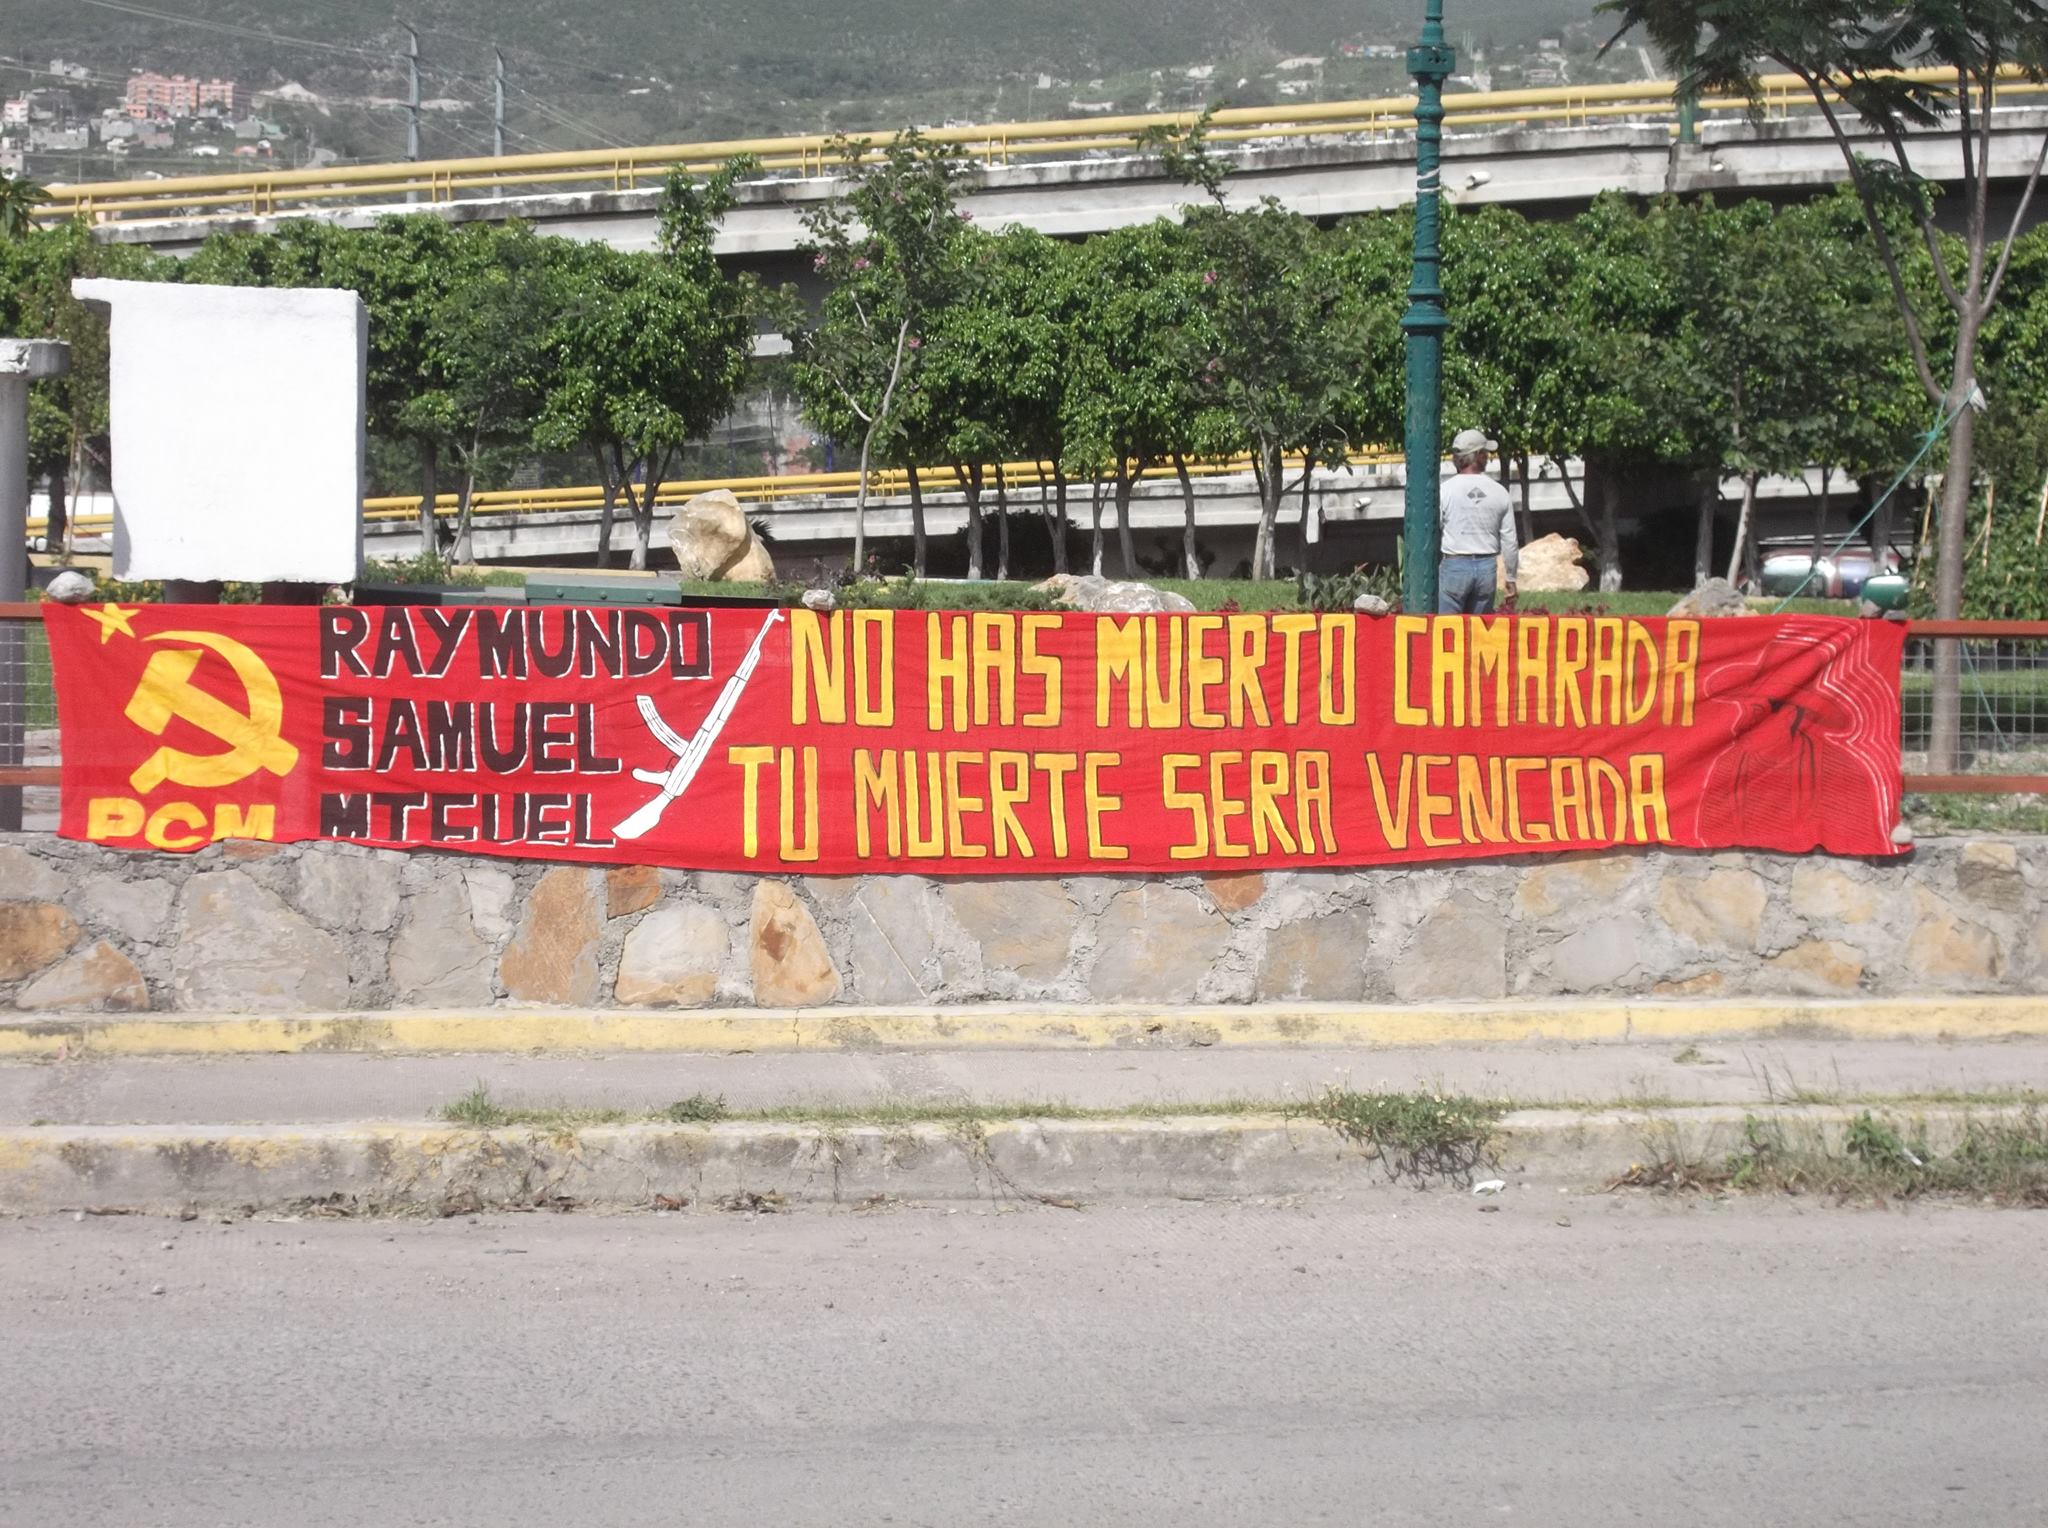 PCM
RAYMUNDO
SAMUEL
MIGUEL
NO HAS MUERTO CAMARADA
TU MUERTE SERA VENGADA